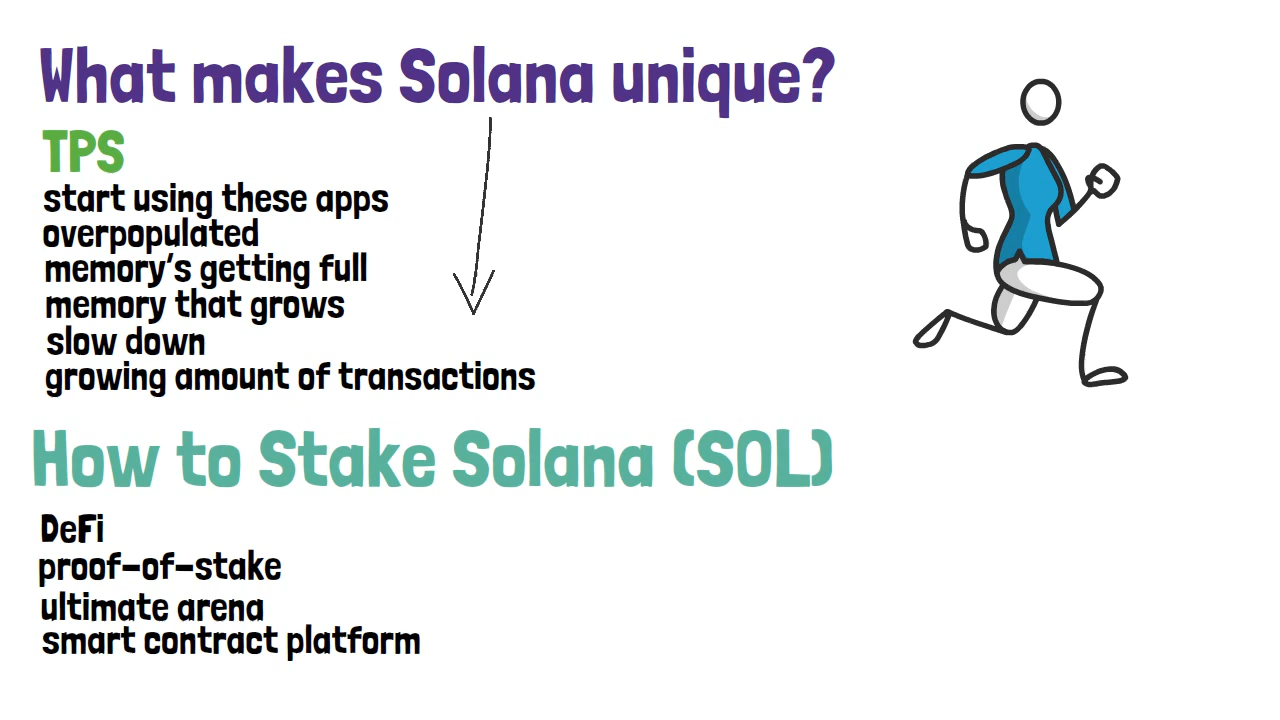 What makes Solana unique?
TPS
start using these apps
overpopulated
memory's getting full
memory that grows
slow down
growing amount of transactions
How to Stake Solana (SOL)
DeFi
proof-of-stake
ultimate arena
smart contract platform